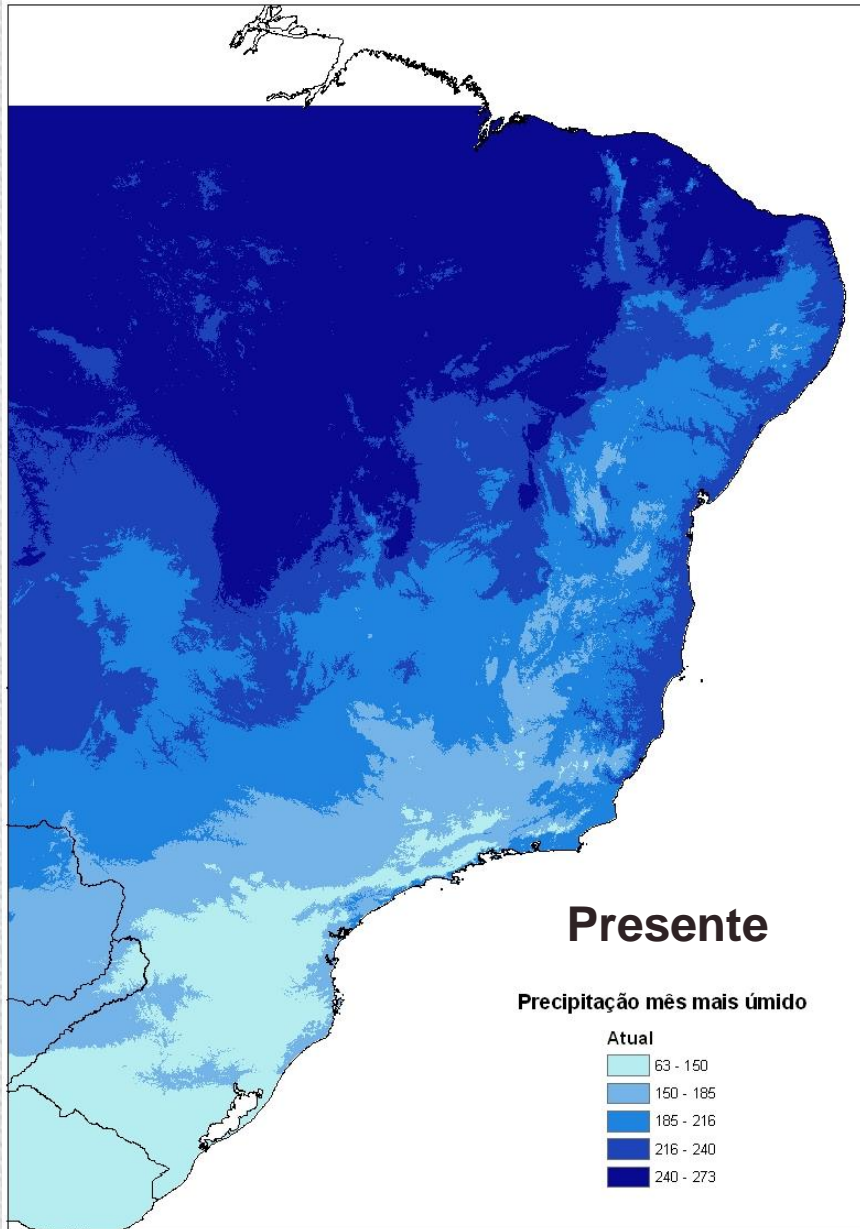 Presente
Precipitação mês mais úmido
Atual
63 - 150
150 - 185
185 - 216
216 - 240
240 - 273